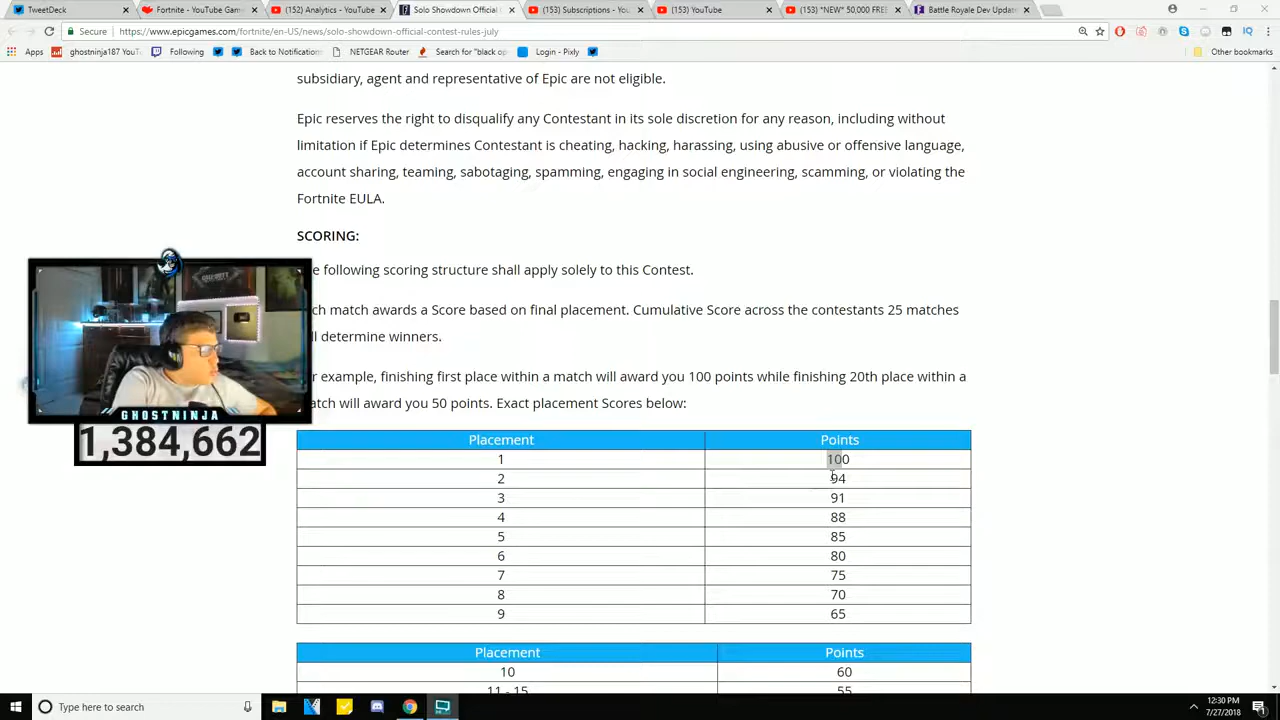 TweetDeck
Fortnite - YouTube Gam
(152) Analytics - YouTube
Solo Showdown Official
(153) Subscriptions - You
(153) YouTube
(153) *NEW* 50,000 FREE
Battle Royale Dev Update
Secure
https://www.epicgames.com/fortnite/en-US/news/solo-showdown-official-contest-rules-july
Apps
ghostninja187 YouT
Following
Back to Notifications
NETGEAR Router
Search for "black op
Login - Pixly
Other bookmarks
subsidiary, agent and representative of Epic are not eligible.
Epic reserves the right to disqualify any Contestant in its sole discretion for any reason, including without
limitation if Epic determines Contestant is cheating, hacking, harassing, using abusive or offensive language,
account sharing, teaming, sabotaging, spamming, engaging in social engineering, scamming, or violating the
Fortnite EULA.
SCORING:
following scoring structure shall apply solely to this Contest.
match awards a Score based on final placement. Cumulative Score across the contestants 25 matches
determine winners.
example, finishing first place within a match will award you 100 points while finishing 20th place within a
will award you 50 points. Exact placement Scores below:
GHOSTNINJA
1,384,662
Placement Points
1 100
2 94
3 91
4 88
5 85
6 80
7 75
8 70
9 65
Placement Points
10 60
11 - 15 55
Type here to search
12:30 PM
7/27/2018